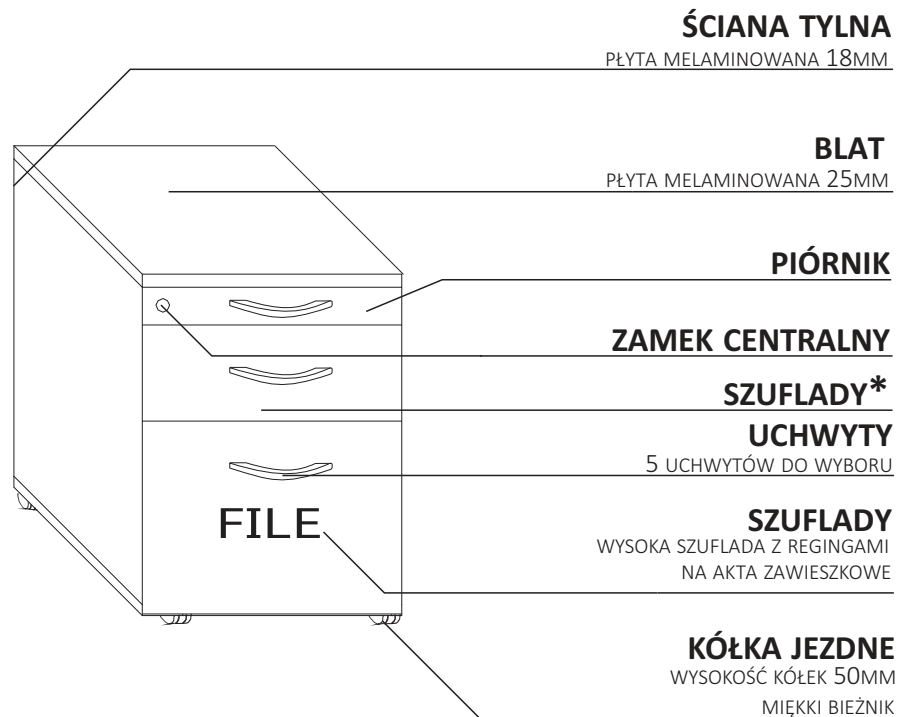 ŚCIANA TYLNA
PŁYTA MELAMINOWANA 18MM
BLAT
PŁYTA MELAMINOWANA 25MM
PIÓRNIK
ZAMEK CENTRALNY
SZUFLADY*
UCHWYTY
5 UCHWYTÓW DO WYBORU
FILE
SZUFLADY
WYSOKA SZUFLADA Z REGINGAMI
NA AKTA ZAWIESZKOWE
KÓŁKA JEZDNE
WYSOKOŚĆ KÓŁEK 50MM
MIĘKKI BIEŻNIK